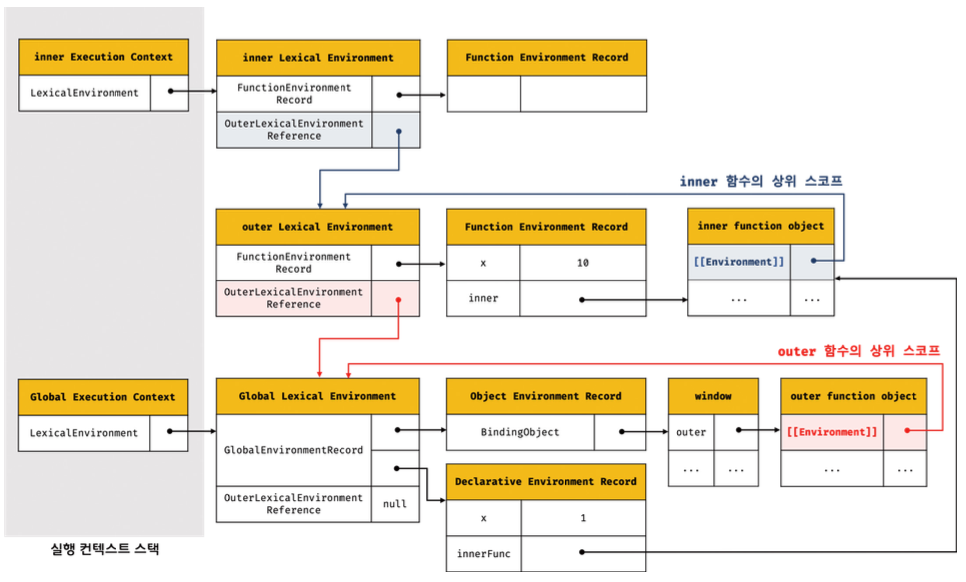 inner Execution Context
LexicalEnvironment
inner Lexical Environment
FunctionEnvironment
Record
OuterLexicalEnvironment
Reference
Function Environment Record
inner 함수의 상위 스코프
outer Lexical Environment
FunctionEnvironment
Record
OuterLexicalEnvironment
Reference
Function Environment Record
x
10
inner
inner function object
[[Environment]]
...
...
outer 함수의 상위 스코프
Global Execution Context
LexicalEnvironment
Global Lexical Environment
GlobalEnvironmentRecord
OuterLexicalEnvironment
Reference
null
Object Environment Record
BindingObject
window
outer
...
...
outer function object
[[Environment]]
...
...
Declarative Environment Record
x
1
innerFunc
실행 컨텍스트 스택